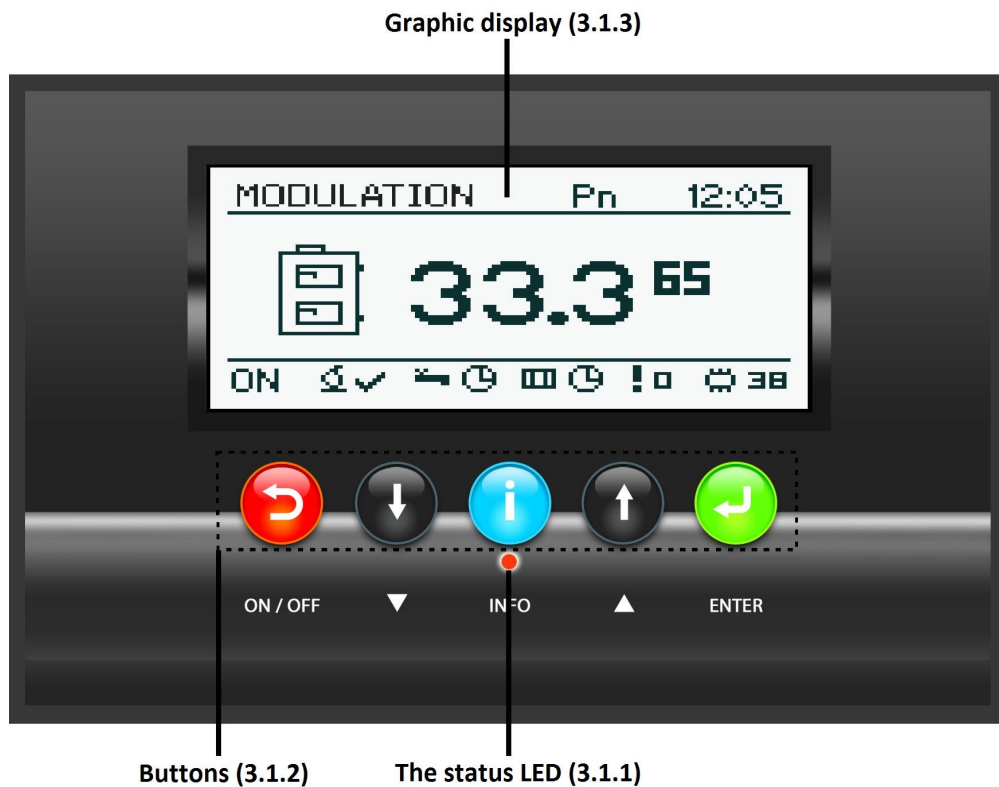 Graphic display (3.1.3)
MODULATION Pn 12:05
33.3 65
ON ! 0 38
i
ON / OFF ▼ INFO ▲ ENTER
Buttons (3.1.2) The status LED (3.1.1)